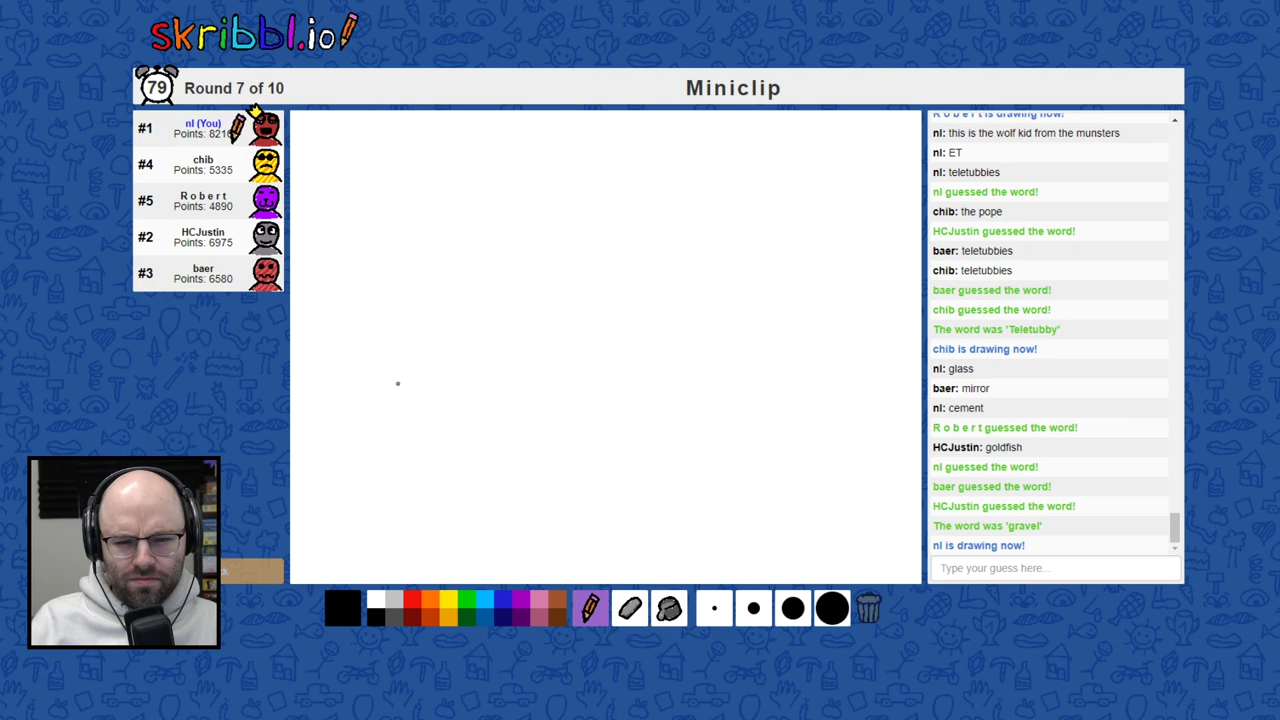 skribbl.io
79
Round 7 of 10
Miniclip
#1
nl (You)
Points: 8216
#4
chib
Points: 5335
#5
R o b e r t
Points: 4890
#2
HCJustin
Points: 6975
#3
baer
Points: 6580
R o b e r t is drawing now!
nl: this is the wolf kid from the munsters
nl: ET
nl: teletubbies
nl guessed the word!
chib: the pope
HCJustin guessed the word!
baer: teletubbies
chib: teletubbies
baer guessed the word!
chib guessed the word!
The word was 'Teletubby'
chib is drawing now!
nl: glass
baer: mirror
nl: cement
R o b e r t guessed the word!
HCJustin: goldfish
nl guessed the word!
baer guessed the word!
HCJustin guessed the word!
The word was 'gravel'
nl is drawing now!
Type your guess here...